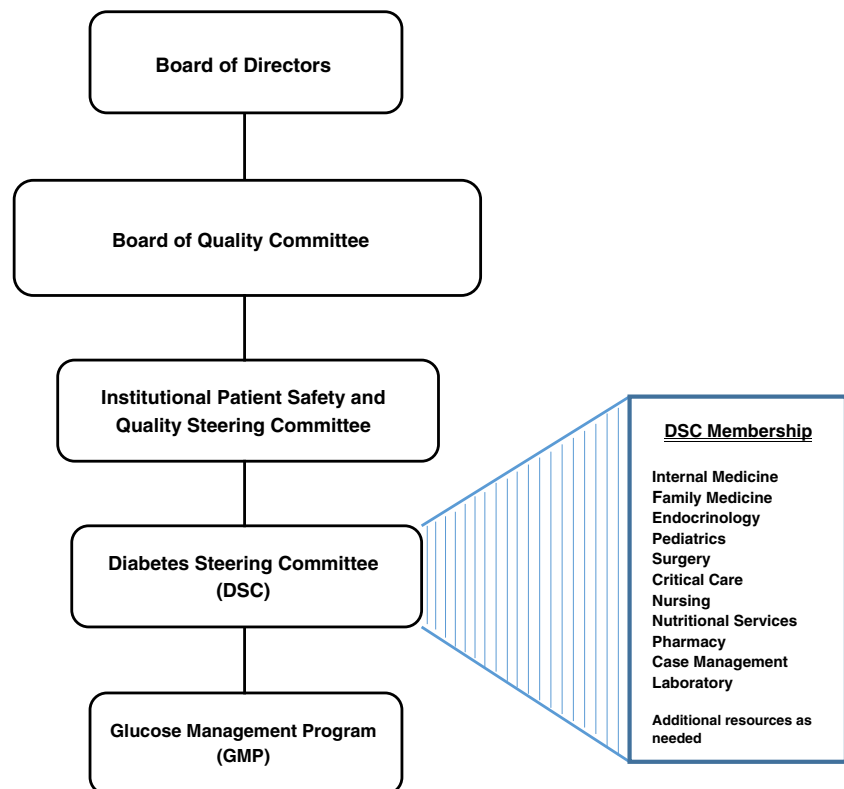 Board of Directors
Board of Quality Committee
Institutional Patient Safety and
Quality Steering Committee
Diabetes Steering Committee
(DSC)
Glucose Management Program
(GMP)
DSC Membership
Internal Medicine
Family Medicine
Endocrinology
Pediatrics
Surgery
Critical Care
Nursing
Nutritional Services
Pharmacy
Case Management
Laboratory
Additional resources as
needed